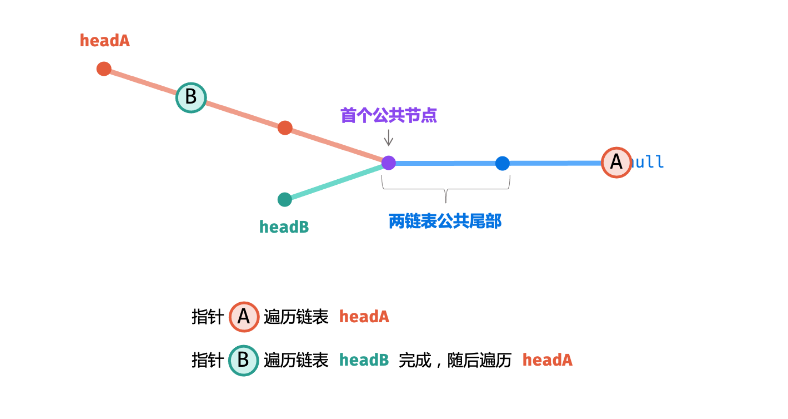 headA
B
首个公共节点
A null
headB
两链表公共尾部
指针 A 遍历链表 headA
指针 B 遍历链表 headB 完成，随后遍历 headA